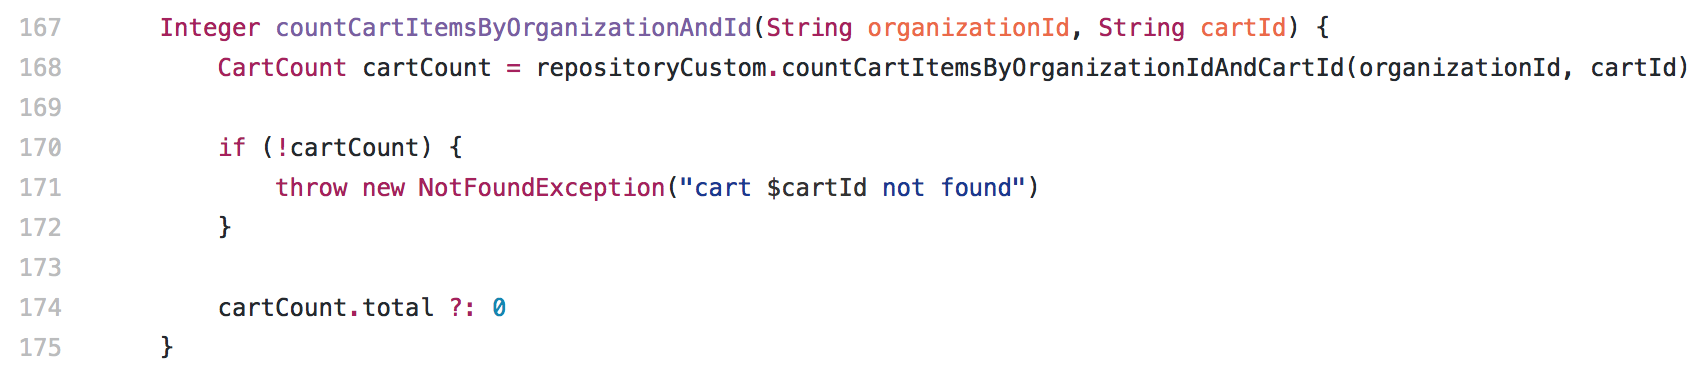 167 Integer countCartItemsByOrganizationAndId(String organizationId, String cartId) {
168 CartCount cartCount = repositoryCustom.countCartItemsByOrganizationIdAndCartId(organizationId, cartId)
169
170 if (!cartCount) {
171 throw new NotFoundException("cart $cartId not found")
172 }
173
174 cartCount.total ?: 0
175 }